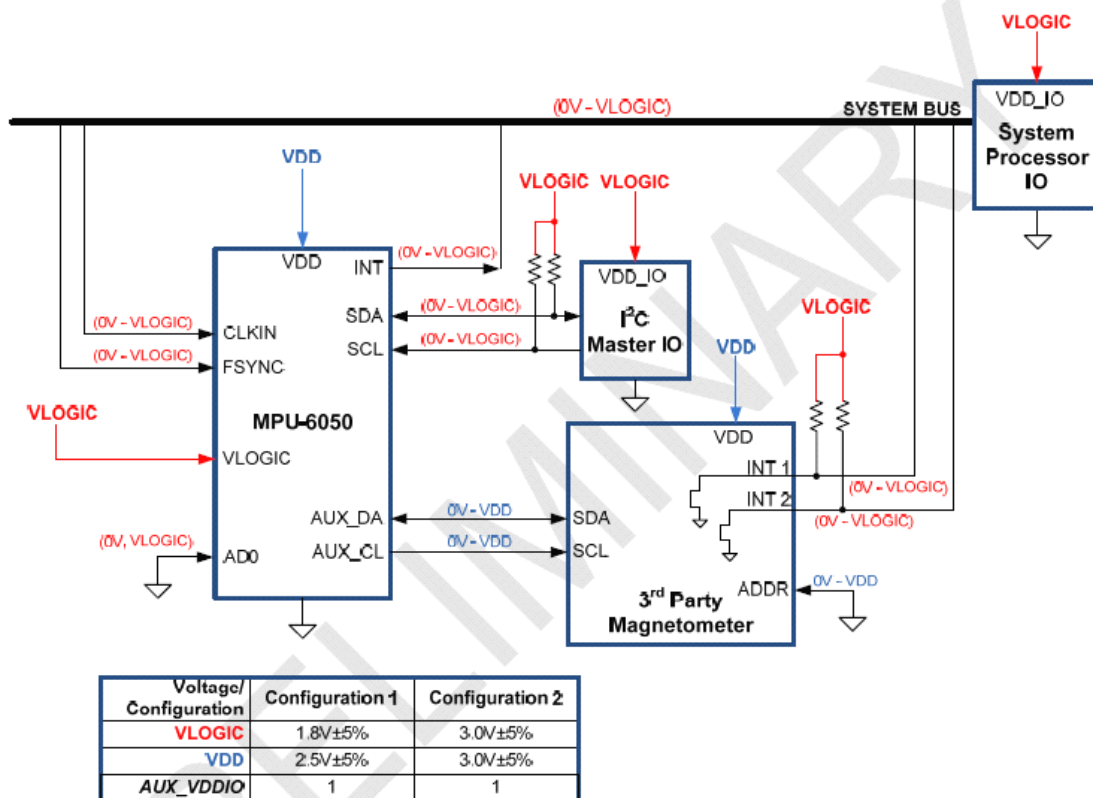 VLOGIC
(0V - VLOGIC)
SYSTEM BUS
VDD_IO
System
Processor
IO
VDD
VLOGIC
VLOGIC
VDD
INT
(0V - VLOGIC)
VDD_IO
I²C
Master IO
SDA
(0V - VLOGIC)
SCL
(0V - VLOGIC)
(0V - VLOGIC)
CLKIN
(0V - VLOGIC)
FSYNC
VLOGIC
VDD
VLOGIC
MPU-6050
VLOGIC
VDD
INT 1
(0V - VLOGIC)
INT 2
(0V - VLOGIC)
AUX_DA
0V - VDD
SDA
AUX_CL
0V - VDD
SCL
(0V, VLOGIC)
AD0
ADDR
0V - VDD
3rd Party
Magnetometer
PRELIMINARY
Voltage/
Configuration
Configuration 1
Configuration 2
VLOGIC 1.8V±5% 3.0V±5%
VDD 2.5V±5% 3.0V±5%
AUX_VDDIO 1 1